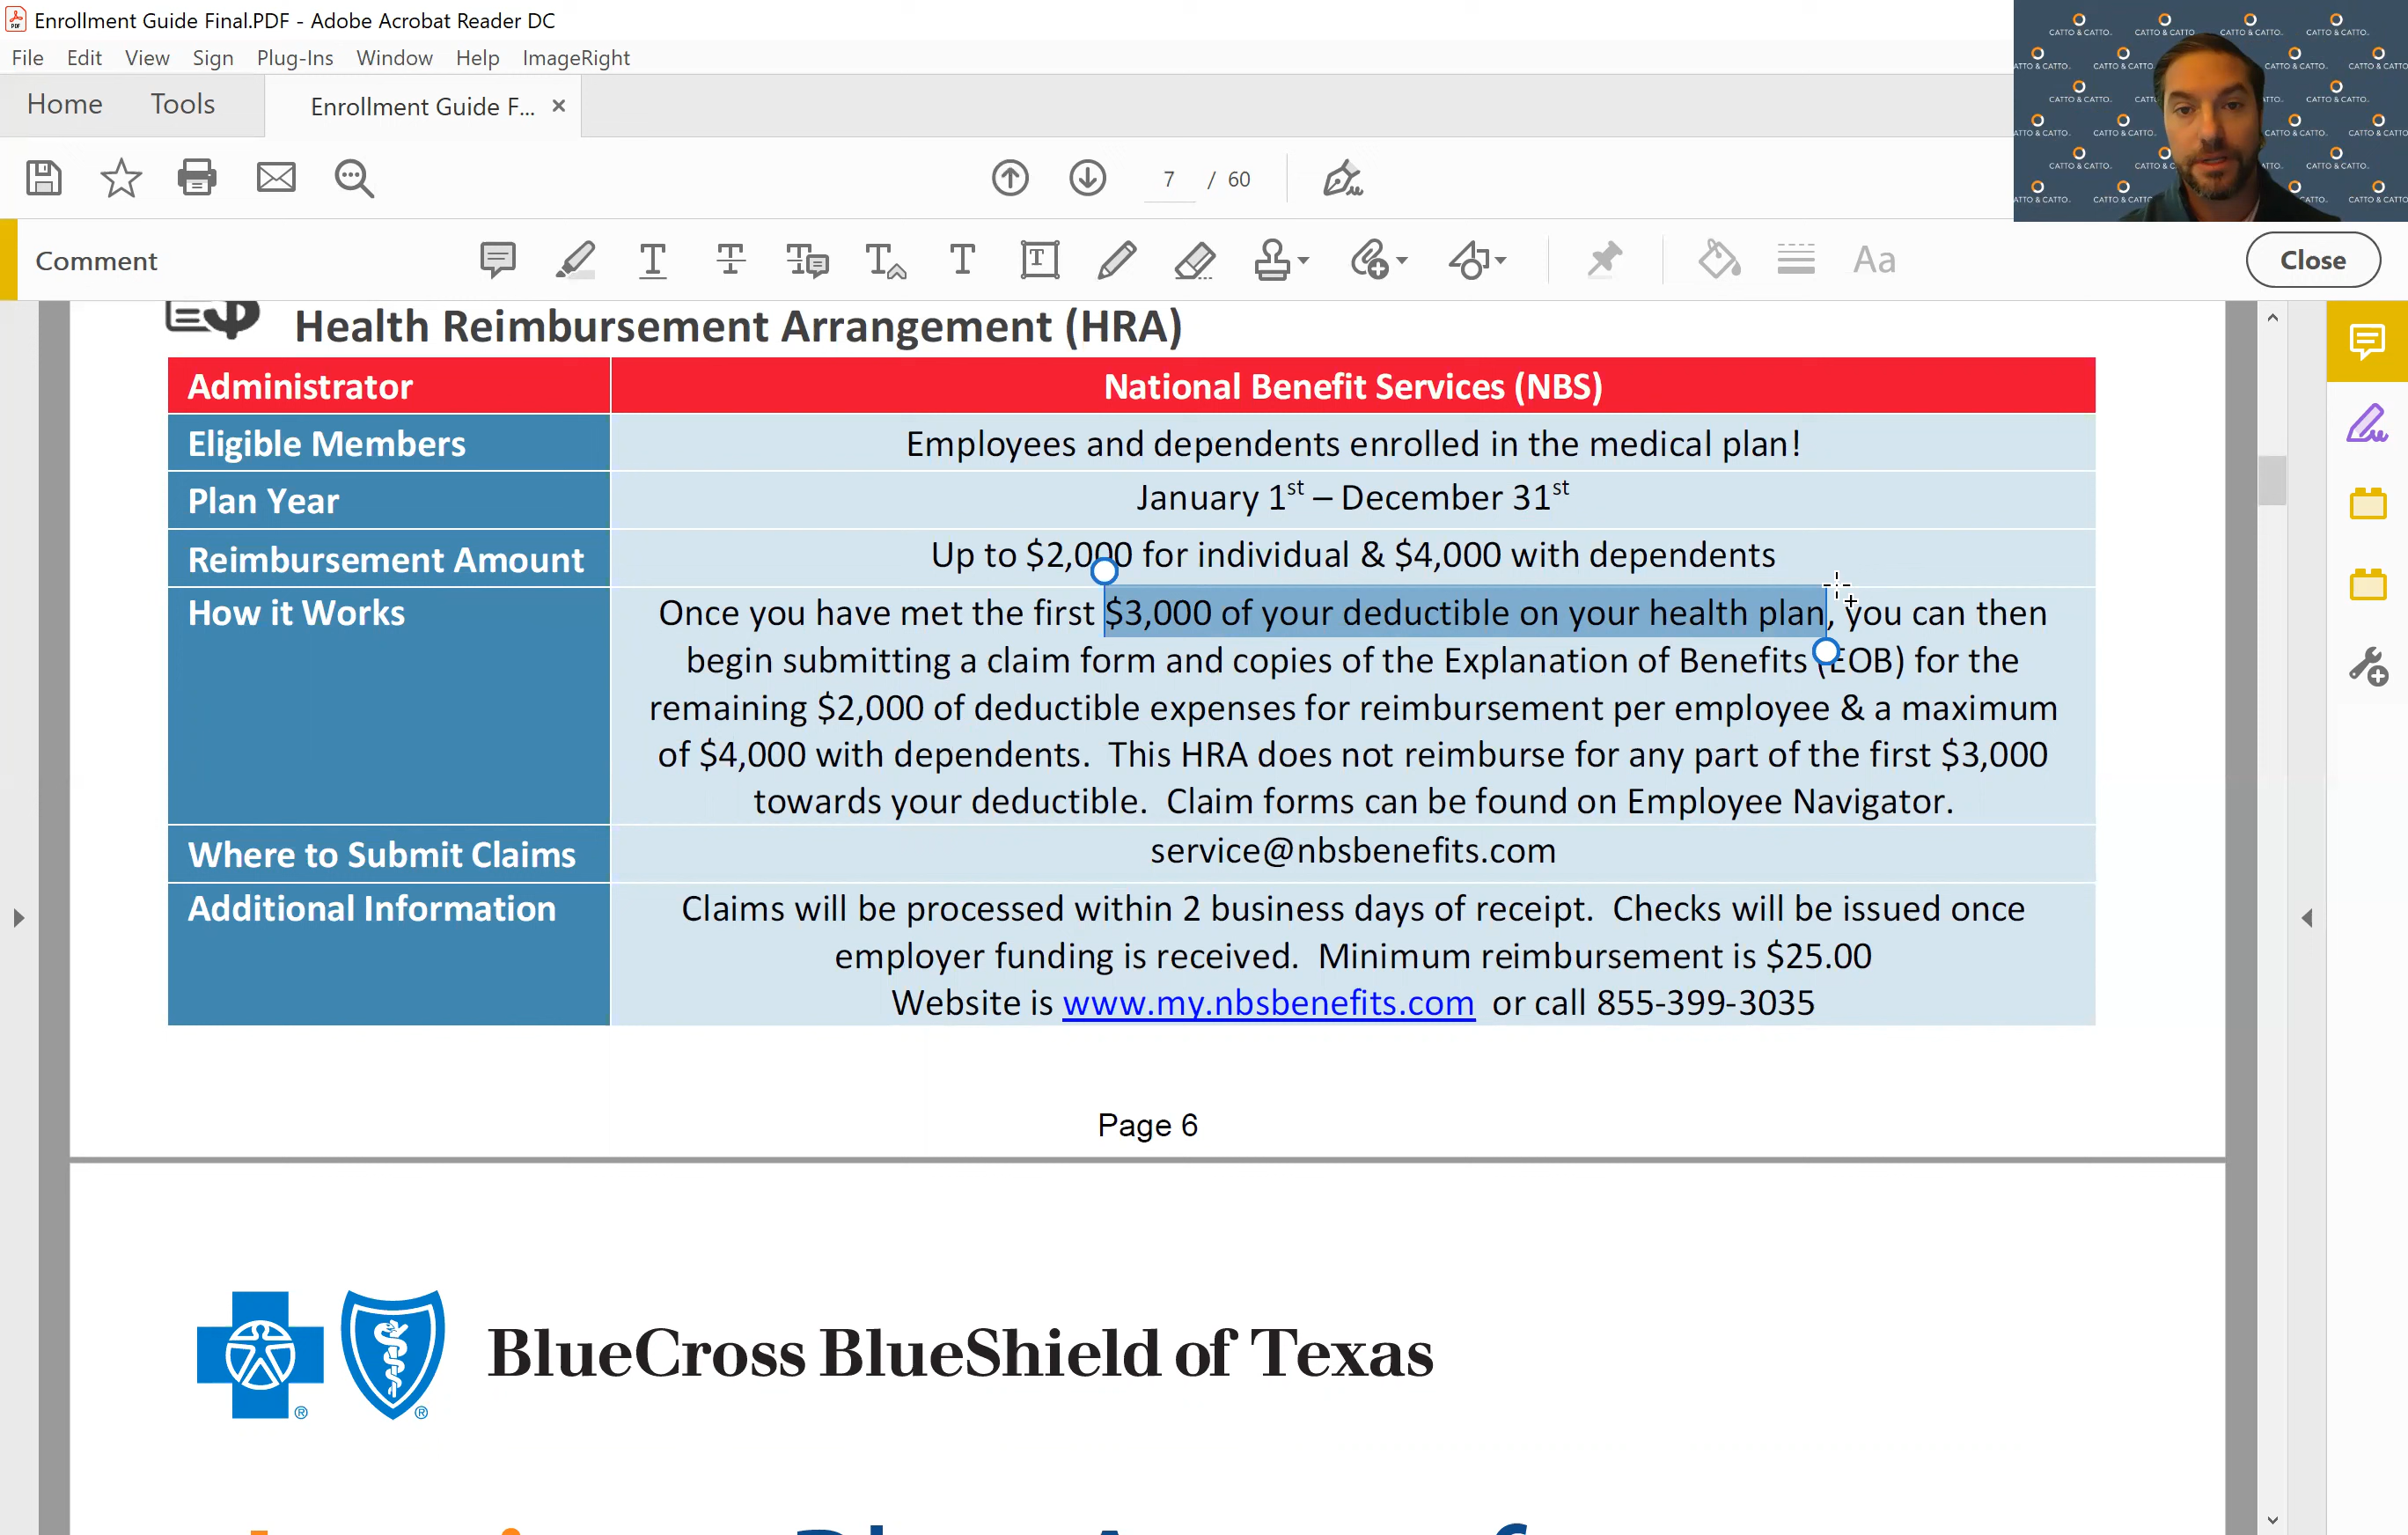 Enrollment Guide Final.PDF - Adobe Acrobat Reader DC
File Edit View Sign Plug-Ins Window Help ImageRight
Home Tools Enrollment Guide F... ×
7 / 60
Comment
Aa
Close
CATTO & CATTO
Health Reimbursement Arrangement (HRA)
Administrator
National Benefit Services (NBS)
Eligible Members
Employees and dependents enrolled in the medical plan!
Plan Year
January 1st – December 31st
Reimbursement Amount
Up to $2,000 for individual & $4,000 with dependents
How it Works
Once you have met the first $3,000 of your deductible on your health plan, you can then
begin submitting a claim form and copies of the Explanation of Benefits (EOB) for the
remaining $2,000 of deductible expenses for reimbursement per employee & a maximum
of $4,000 with dependents. This HRA does not reimburse for any part of the first $3,000
towards your deductible. Claim forms can be found on Employee Navigator.
Where to Submit Claims
service@nbsbenefits.com
Additional Information
Claims will be processed within 2 business days of receipt. Checks will be issued once
employer funding is received. Minimum reimbursement is $25.00
Website is www.my.nbsbenefits.com or call 855-399-3035
Page 6
BlueCross BlueShield of Texas